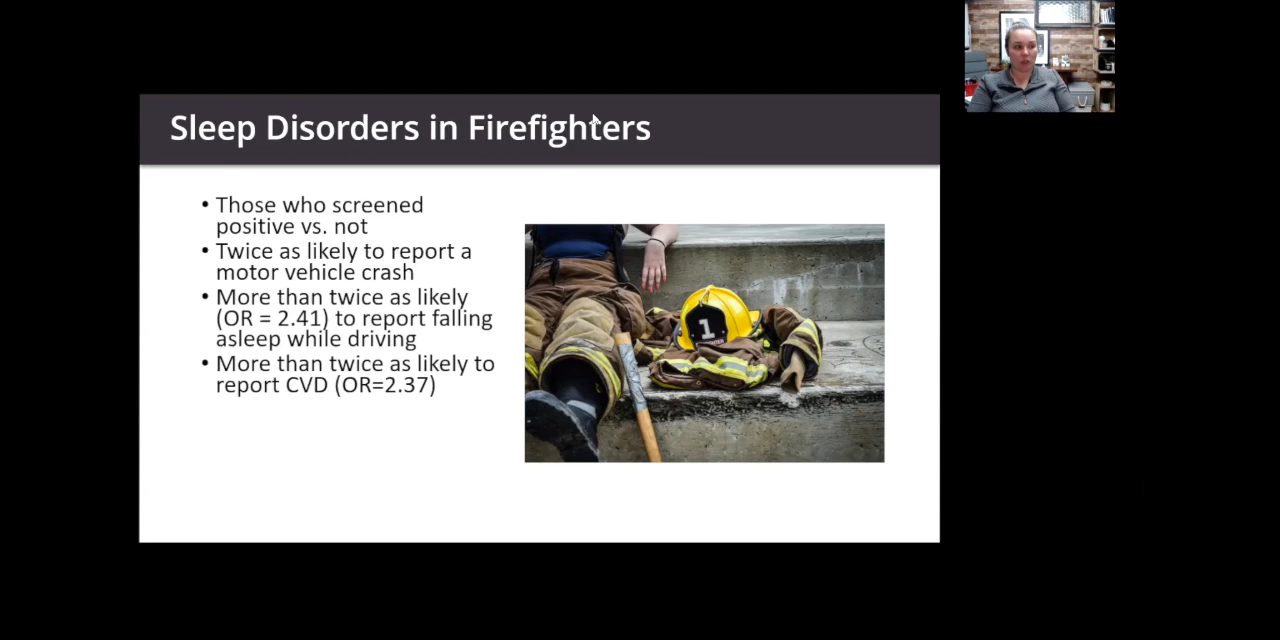 Sleep Disorders in Firefighters
• Those who screened
positive vs. not
• Twice as likely to report a
motor vehicle crash
• More than twice as likely
(OR = 2.41) to report falling
asleep while driving
• More than twice as likely to
report CVD (OR=2.37)
1